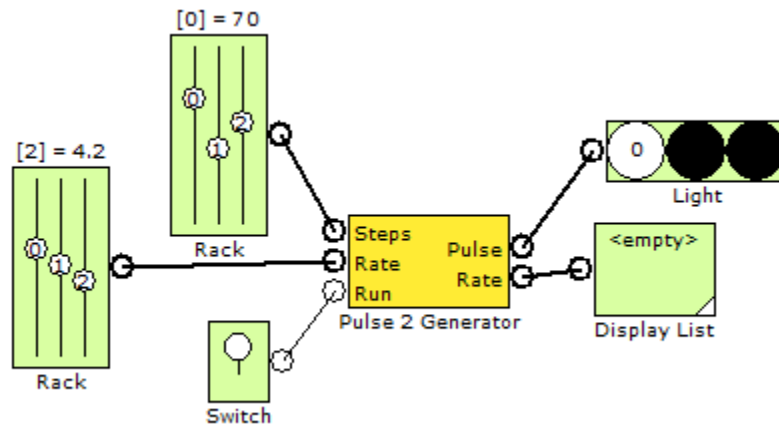 [0] = 70
0
1
2
Rack
[2] = 4.2
0
1
2
Rack
Steps
Rate
Run
Pulse
Rate
Pulse 2 Generator
Switch
0
Light
<empty>
Display List